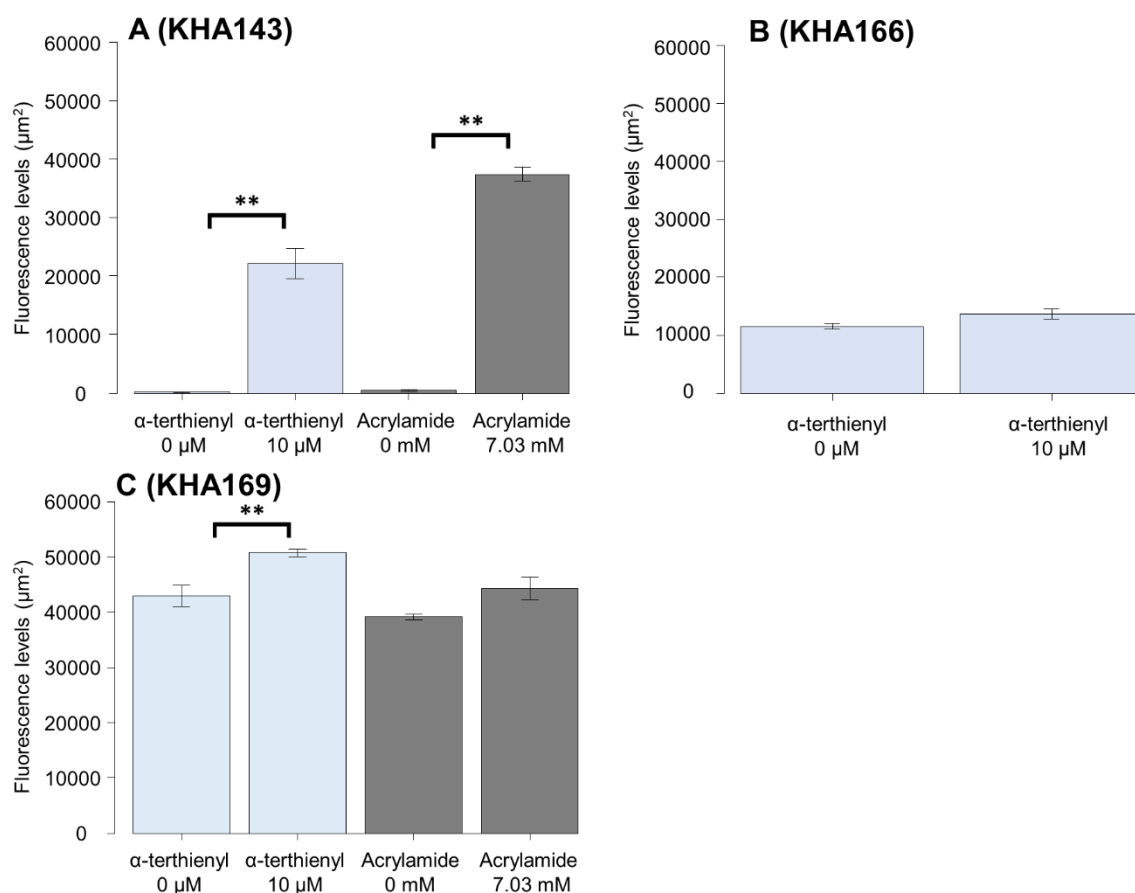 A (KHA143)
Fluorescence levels (µm²)
60000
50000
40000
30000
20000
10000
0
**
**
α-terthienyl
0 µM
α-terthienyl
10 µM
Acrylamide
0 mM
Acrylamide
7.03 mM
B (KHA166)
Fluorescence levels (µm²)
60000
50000
40000
30000
20000
10000
0
α-terthienyl
0 µM
α-terthienyl
10 µM
C (KHA169)
Fluorescence levels (µm²)
60000
50000
40000
30000
20000
10000
0
**
α-terthienyl
0 µM
α-terthienyl
10 µM
Acrylamide
0 mM
Acrylamide
7.03 mM